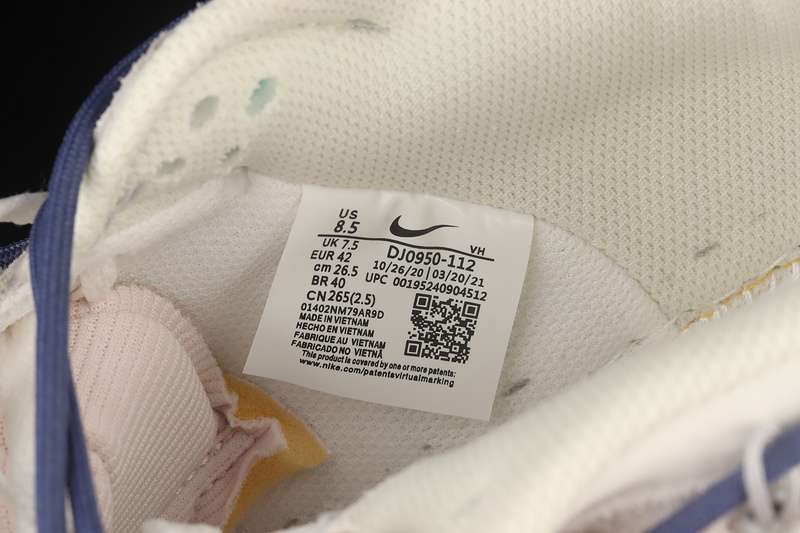 US
8.5
UK 7.5
EUR 42
cm 26.5
BR 40
CN 265(2.5)
VH
DJ0950-112
10/26/20 | 03/20/21
UPC 00195240904512
01402NM79AR9D
MADE IN VIETNAM
HECHO EN VIETNAM
FABRIQUE AU VIETNAM
FABRICADO NO VIETNÃ
This product is covered by one or more patents:
www.nike.com/patentsvirtualmarking